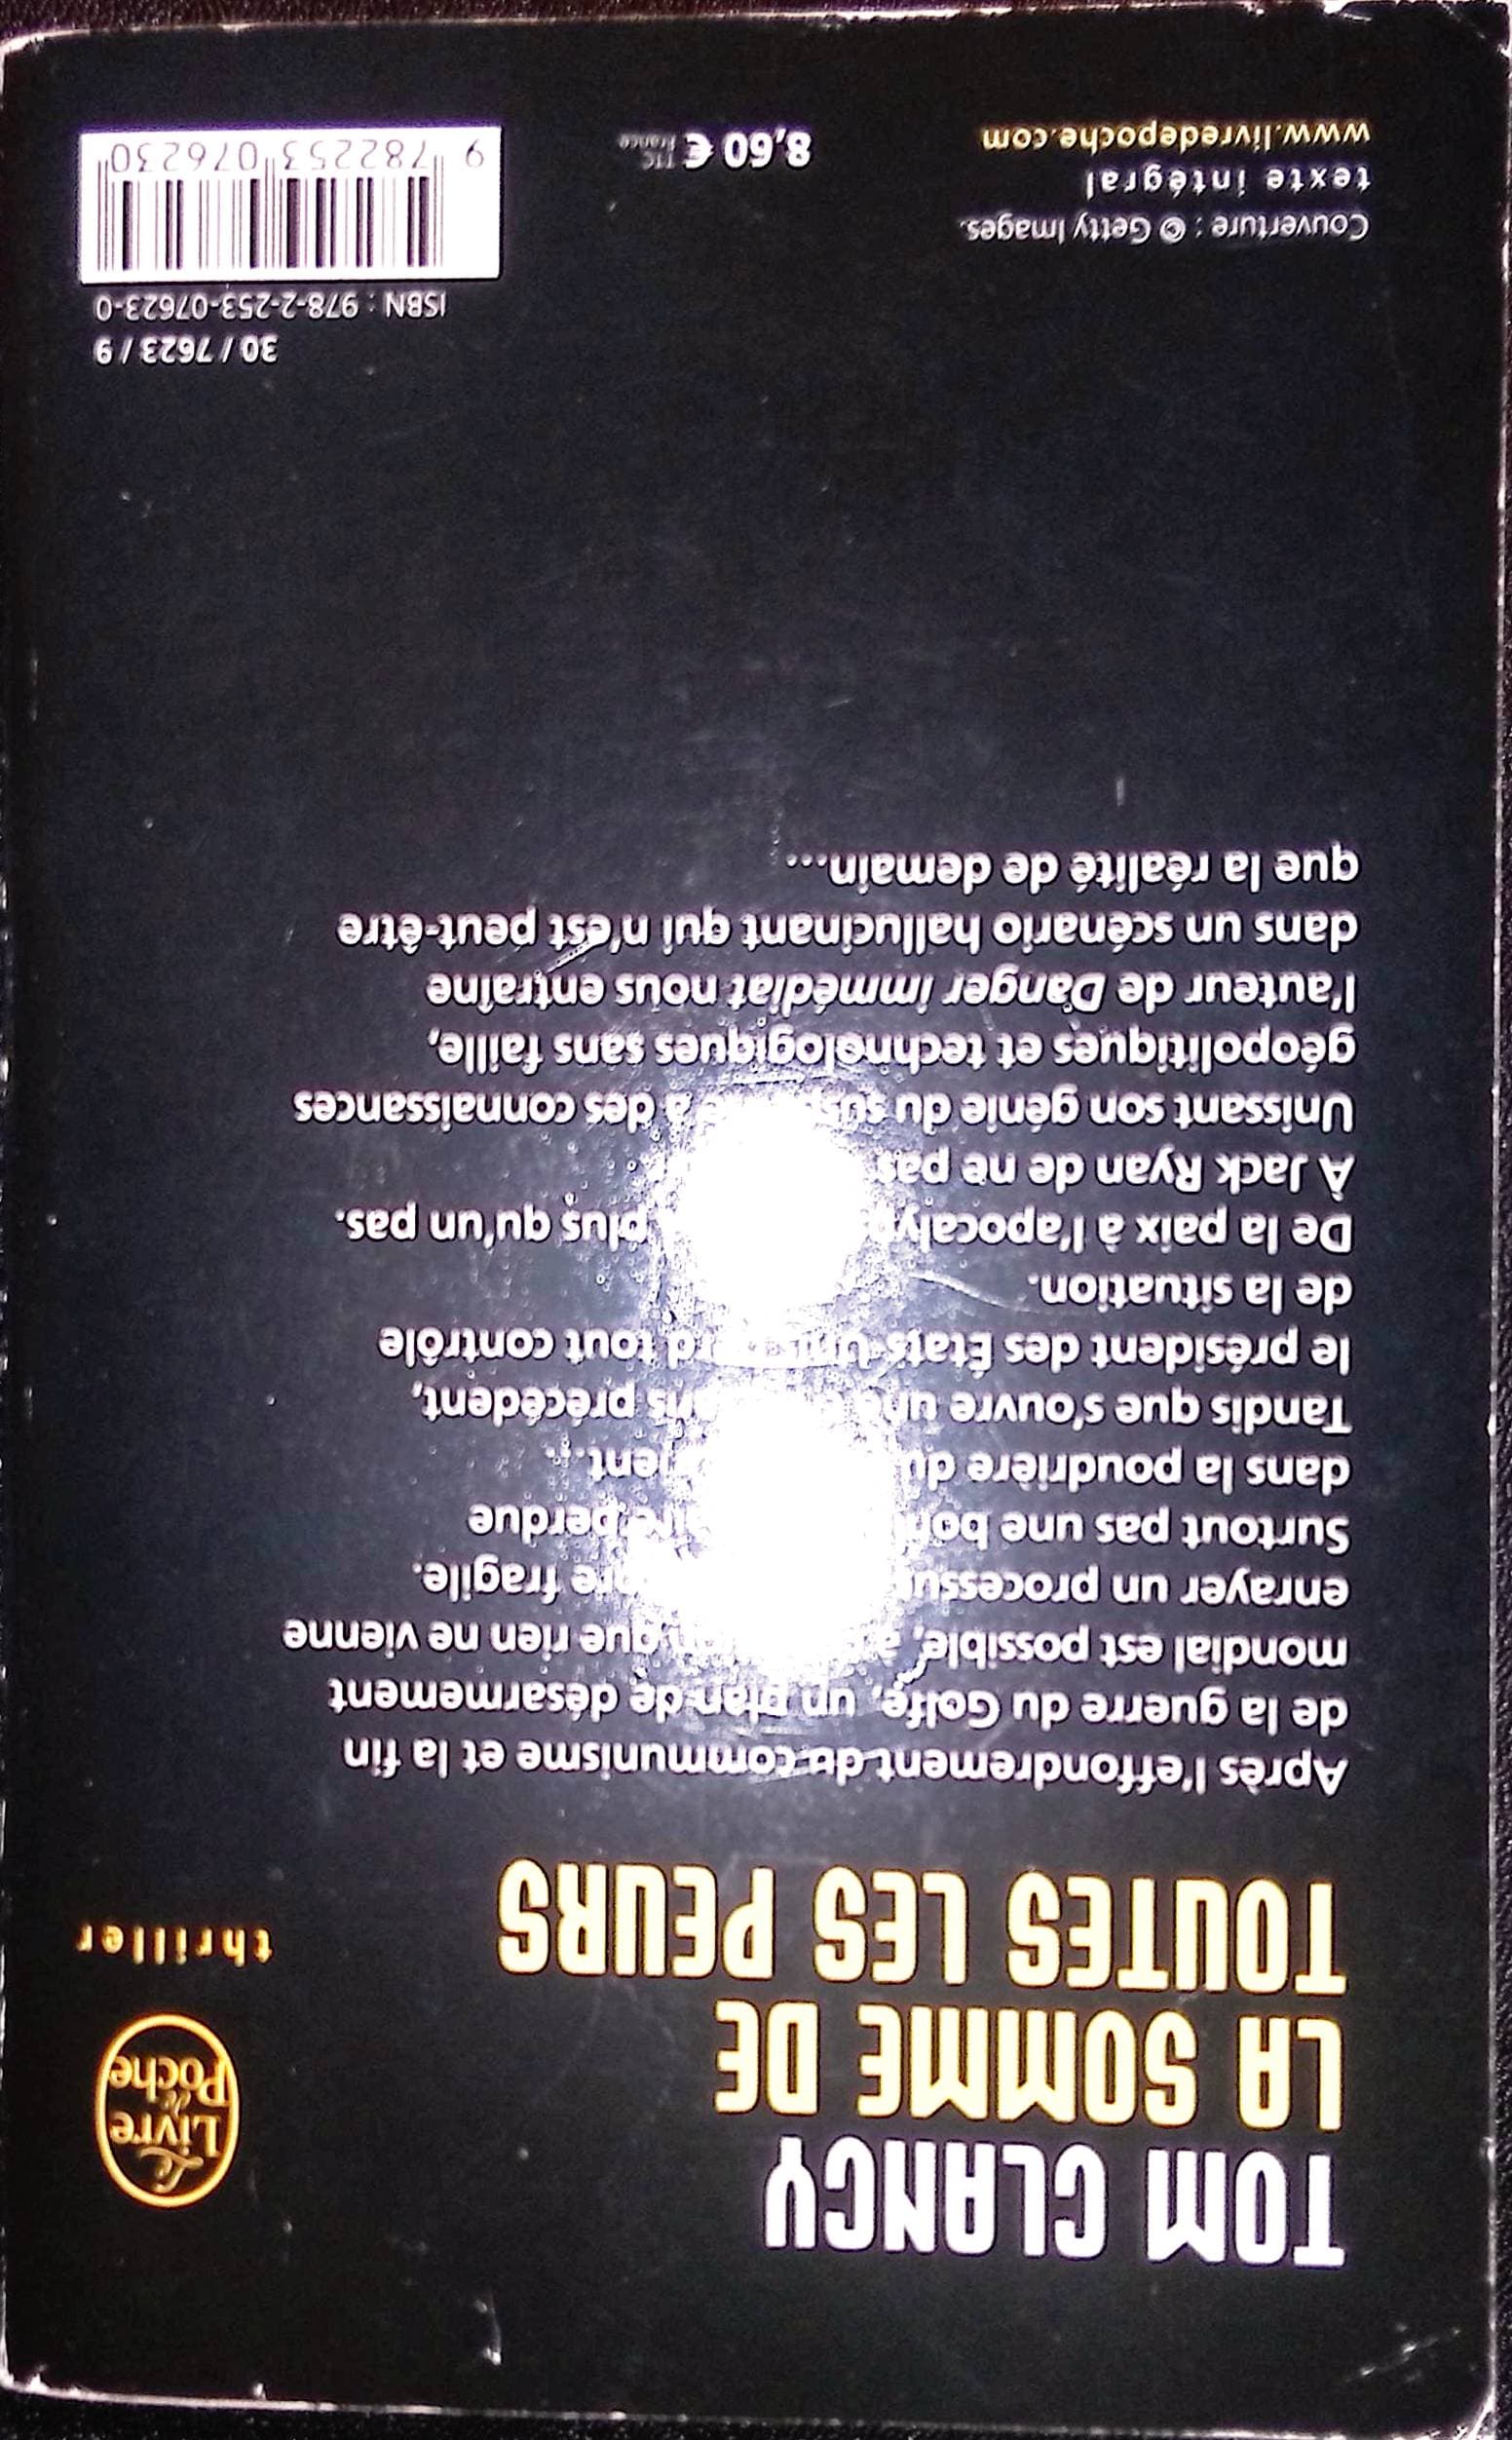 TOM CLANCY
LA SOMME DE
TOUTES LES PEURS
Le
Livre
de
Poche
thriller
Après l'effondrement du communisme et la fin
de la guerre du Golfe, un plan de désarmement
mondial est possible, que rien ne vienne
enrayer un processus fragile.
Surtout pas une perdue
dans la poudrière
Tandis que s'ouvre une précédent,
le président des États-Unis perd tout contrôle
de la situation.
De la paix à l'apocalypse plus qu'un pas.
À Jack Ryan de ne pas
Unissant son génie du suspense à des connaissances
géopolitiques et technologiques sans faille,
l'auteur de Danger immédiat nous entraîne
dans un scénario hallucinant qui n'est peut-être
que la réalité de demain...
30 / 7623 / 9
ISBN : 978-2-253-07623-0
9 782253 076230
Couverture : © Getty Images.
texte intégral
www.livredepoche.com
8,60 € TTC France